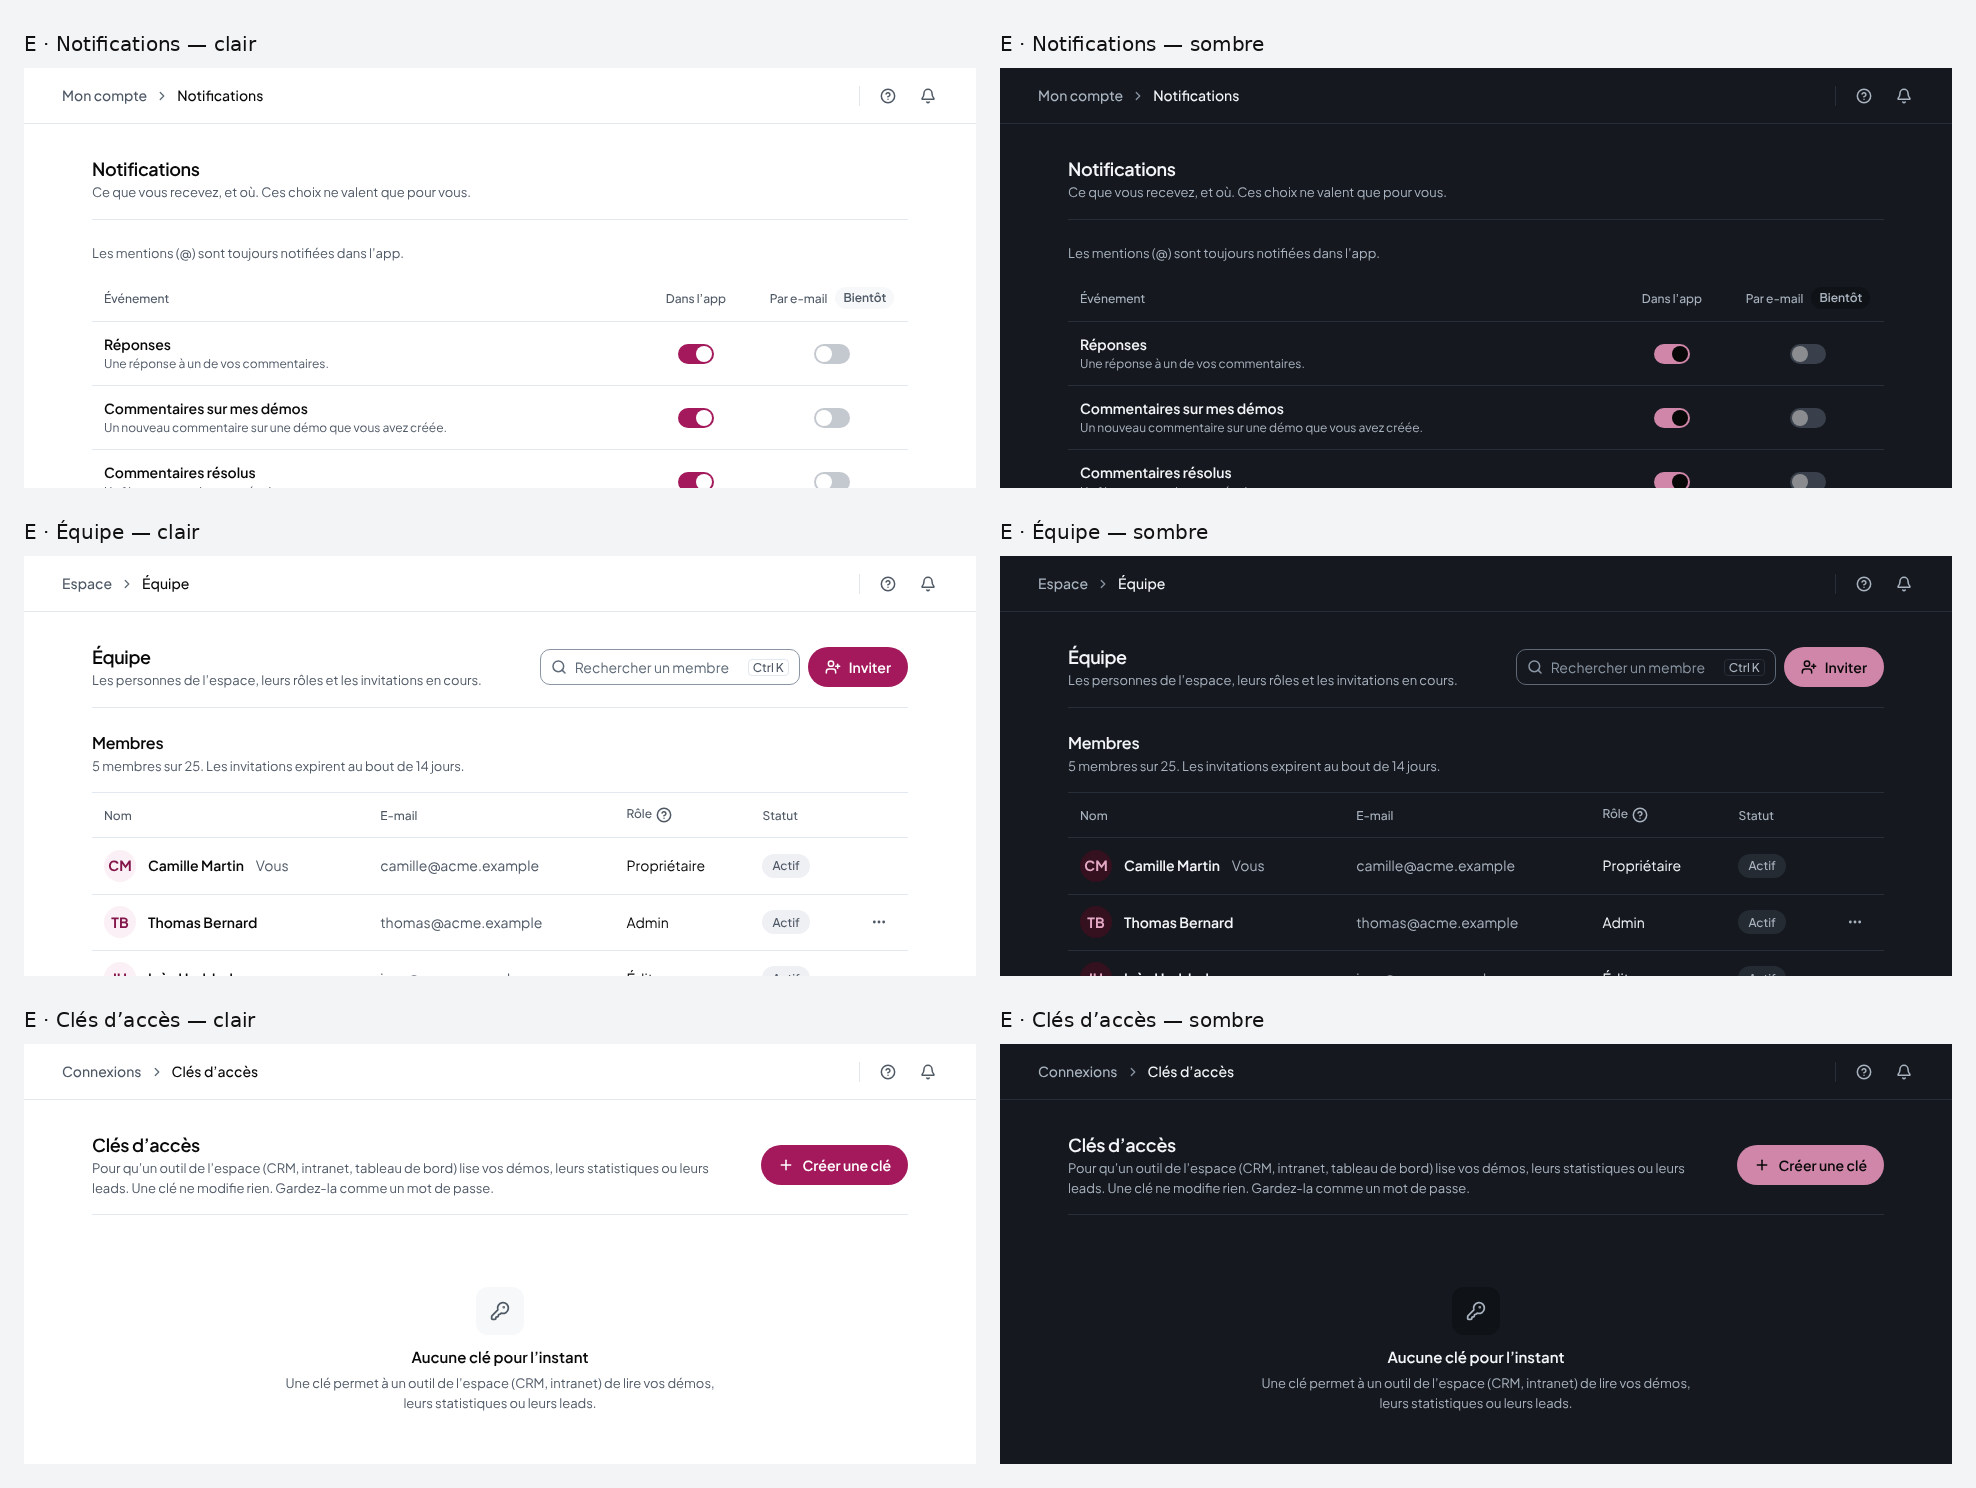 E · Notifications — clair
Mon compte > Notifications
Notifications
Ce que vous recevez, et où. Ces choix ne valent que pour vous.
Les mentions (@) sont toujours notifiées dans l'app.
Événement Dans l'app Par e-mail Bientôt
Réponses
Une réponse à un de vos commentaires.
Commentaires sur mes démos
Un nouveau commentaire sur une démo que vous avez créée.
Commentaires résolus
E · Notifications — sombre
Mon compte > Notifications
Notifications
Ce que vous recevez, et où. Ces choix ne valent que pour vous.
Les mentions (@) sont toujours notifiées dans l'app.
Événement Dans l'app Par e-mail Bientôt
Réponses
Une réponse à un de vos commentaires.
Commentaires sur mes démos
Un nouveau commentaire sur une démo que vous avez créée.
Commentaires résolus
E · Équipe — clair
Espace > Équipe
Équipe
Les personnes de l'espace, leurs rôles et les invitations en cours.
Rechercher un membre Ctrl K
Inviter
Membres
5 membres sur 25. Les invitations expirent au bout de 14 jours.
Nom E-mail Rôle Statut
CM Camille Martin Vous camille@acme.example Propriétaire Actif
TB Thomas Bernard thomas@acme.example Admin Actif
Actif
E · Équipe — sombre
Espace > Équipe
Équipe
Les personnes de l'espace, leurs rôles et les invitations en cours.
Rechercher un membre Ctrl K
Inviter
Membres
5 membres sur 25. Les invitations expirent au bout de 14 jours.
Nom E-mail Rôle Statut
CM Camille Martin Vous camille@acme.example Propriétaire Actif
TB Thomas Bernard thomas@acme.example Admin Actif
Actif
E · Clés d’accès — clair
Connexions > Clés d’accès
Clés d’accès
Pour qu’un outil de l’espace (CRM, intranet, tableau de bord) lise vos démos, leurs statistiques ou leurs
leads. Une clé ne modifie rien. Gardez-la comme un mot de passe.
Créer une clé
Aucune clé pour l’instant
Une clé permet à un outil de l’espace (CRM, intranet) de lire vos démos,
leurs statistiques ou leurs leads.
E · Clés d’accès — sombre
Connexions > Clés d’accès
Clés d’accès
Pour qu’un outil de l’espace (CRM, intranet, tableau de bord) lise vos démos, leurs statistiques ou leurs
leads. Une clé ne modifie rien. Gardez-la comme un mot de passe.
Créer une clé
Aucune clé pour l’instant
Une clé permet à un outil de l’espace (CRM, intranet) de lire vos démos,
leurs statistiques ou leurs leads.